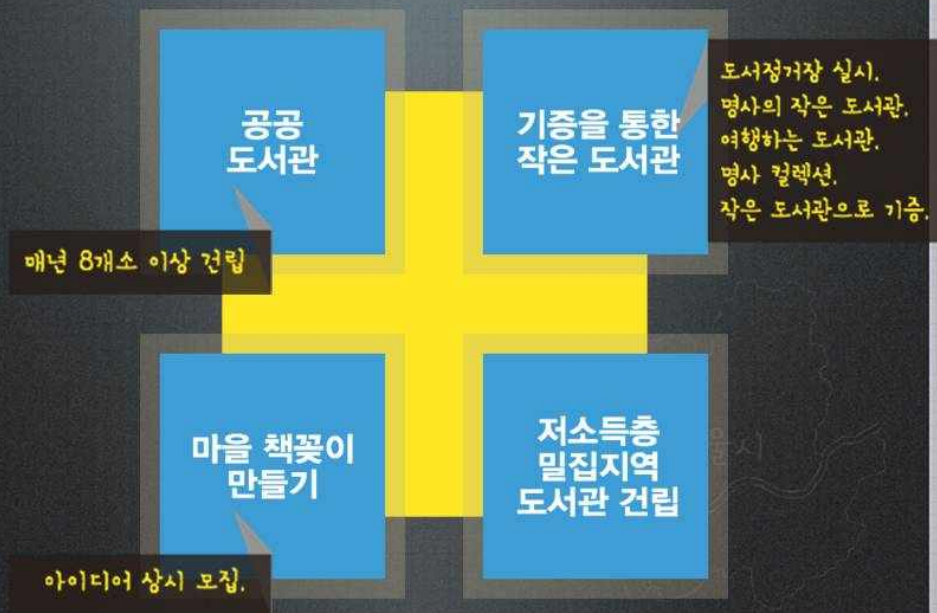 공공
도서관
매년 8개소 이상 건립
기증을 통한
작은 도서관
도서정거장 실시.
명사의 작은 도서관.
여행하는 도서관.
명사 컬렉션.
작은 도서관으로 기증.
마을 책꽂이
만들기
아이디어 상시 모집.
저소득층
밀집지역
도서관 건립
울시